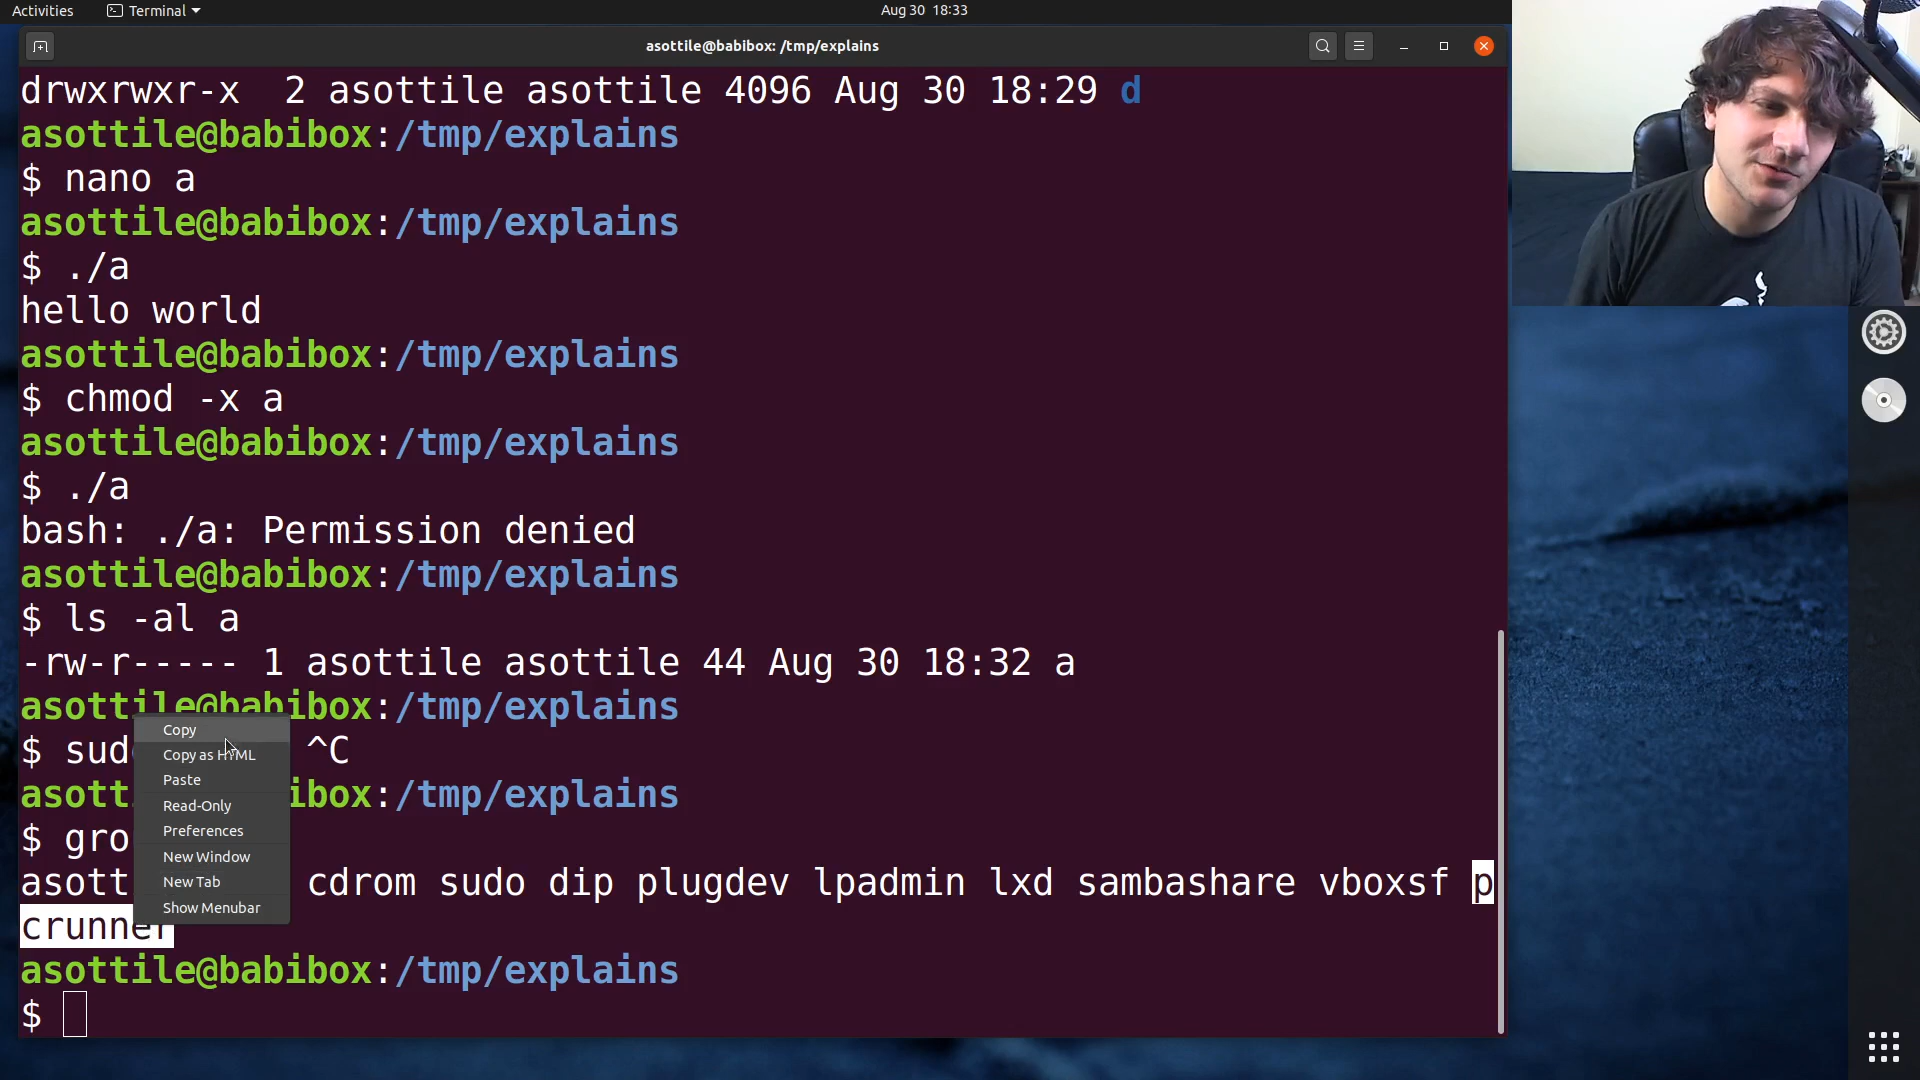 Activities
Terminal
Aug 30 18:33
asottile@babibox: /tmp/explains
drwxrwxr-x  2 asottile asottile 4096 Aug 30 18:29 d
asottile@babibox:/tmp/explains
$ nano a
asottile@babibox:/tmp/explains
$ ./a
hello world
asottile@babibox:/tmp/explains
$ chmod -x a
asottile@babibox:/tmp/explains
$ ./a
bash: ./a: Permission denied
asottile@babibox:/tmp/explains
$ ls -al a
-rw-r----- 1 asottile asottile 44 Aug 30 18:32 a
asottile@babibox:/tmp/explains
$ sud ^C
asott ibox:/tmp/explains
$ gro
asott cdrom sudo dip plugdev lpadmin lxd sambashare vboxsf p
crunner
asottile@babibox:/tmp/explains
$
Copy
Copy as HTML
Paste
Read-Only
Preferences
New Window
New Tab
Show Menubar